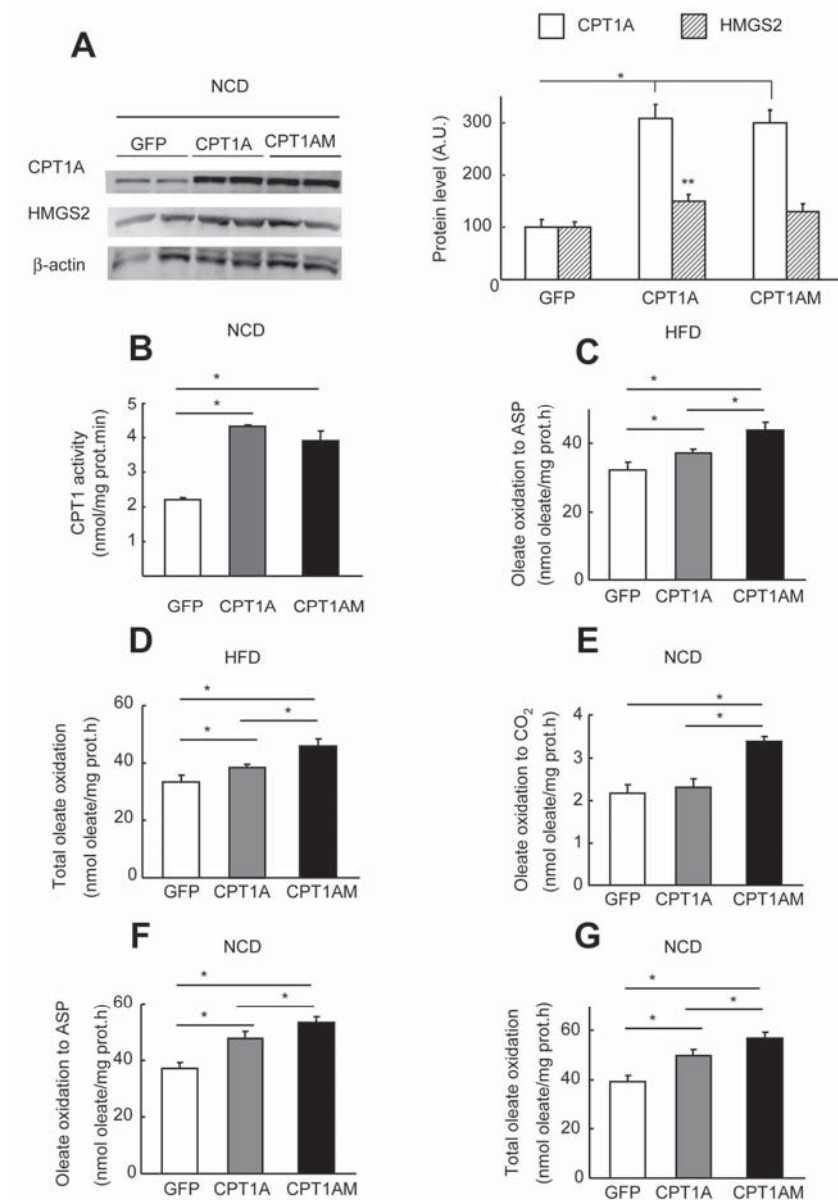 CPT1A HMGS2
A
NCD
GFP CPT1A CPT1AM
CPT1A
HMGS2
β-actin
Protein level (A.U.)
300
200
100
0
*
**
GFP CPT1A CPT1AM
B
NCD
CPT1 activity
(nmol/mg prot.min)
5
4
3
2
1
*
*
GFP CPT1A CPT1AM
C
HFD
Oleate oxidation to ASP
(nmol oleate/mg prot.h)
60
40
20
0
*
*
*
GFP CPT1A CPT1AM
D
HFD
Total oleate oxidation
(nmol oleate/mg prot.h)
60
40
20
0
*
*
*
GFP CPT1A CPT1AM
E
NCD
Oleate oxidation to CO2
(nmol oleate/mg prot.h)
4
3
2
1
0
*
*
GFP CPT1A CPT1AM
F
NCD
Oleate oxidation to ASP
(nmol oleate/mg prot.h)
60
40
20
0
*
*
*
GFP CPT1A CPT1AM
G
NCD
Total oleate oxidation
(nmol oleate/mg prot.h)
60
40
20
0
*
*
*
GFP CPT1A CPT1AM